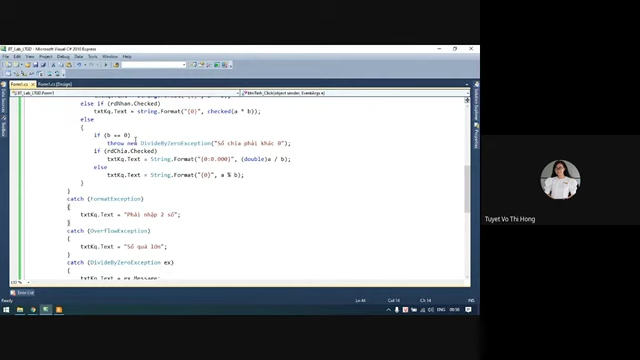 BT_Lab_LTGD - Microsoft Visual C# 2010 Express
File Edit View Refactor Project Debug Data Tools Window Help
Form1.cs Form1.cs [Design]
BT_Lab_LTGD.Form1 btnTinh_Click(object sender, EventArgs e)
else if (rdNhan.Checked)
txtKq.Text = string.Format("{0}", checked(a * b));
else
{
if (b == 0)
throw new DivideByZeroException("Số chia phải khác 0");
if (rdChia.Checked)
txtKq.Text = String.Format("{0:0.000}", (double)a / b);
else
txtKq.Text = String.Format("{0}", a % b);
}
}
catch (FormatException)
{
txtKq.Text = "Phải nhập 2 số";
}
catch (OverflowException)
{
txtKq.Text = "Số quá lớn";
}
catch (DivideByZeroException ex)
{
txtKq.Text = ex.Message;
Error List
Ready Ln 44 Col 14 Ch 14 INS
ENG
Tuyet Vo Thi Hong